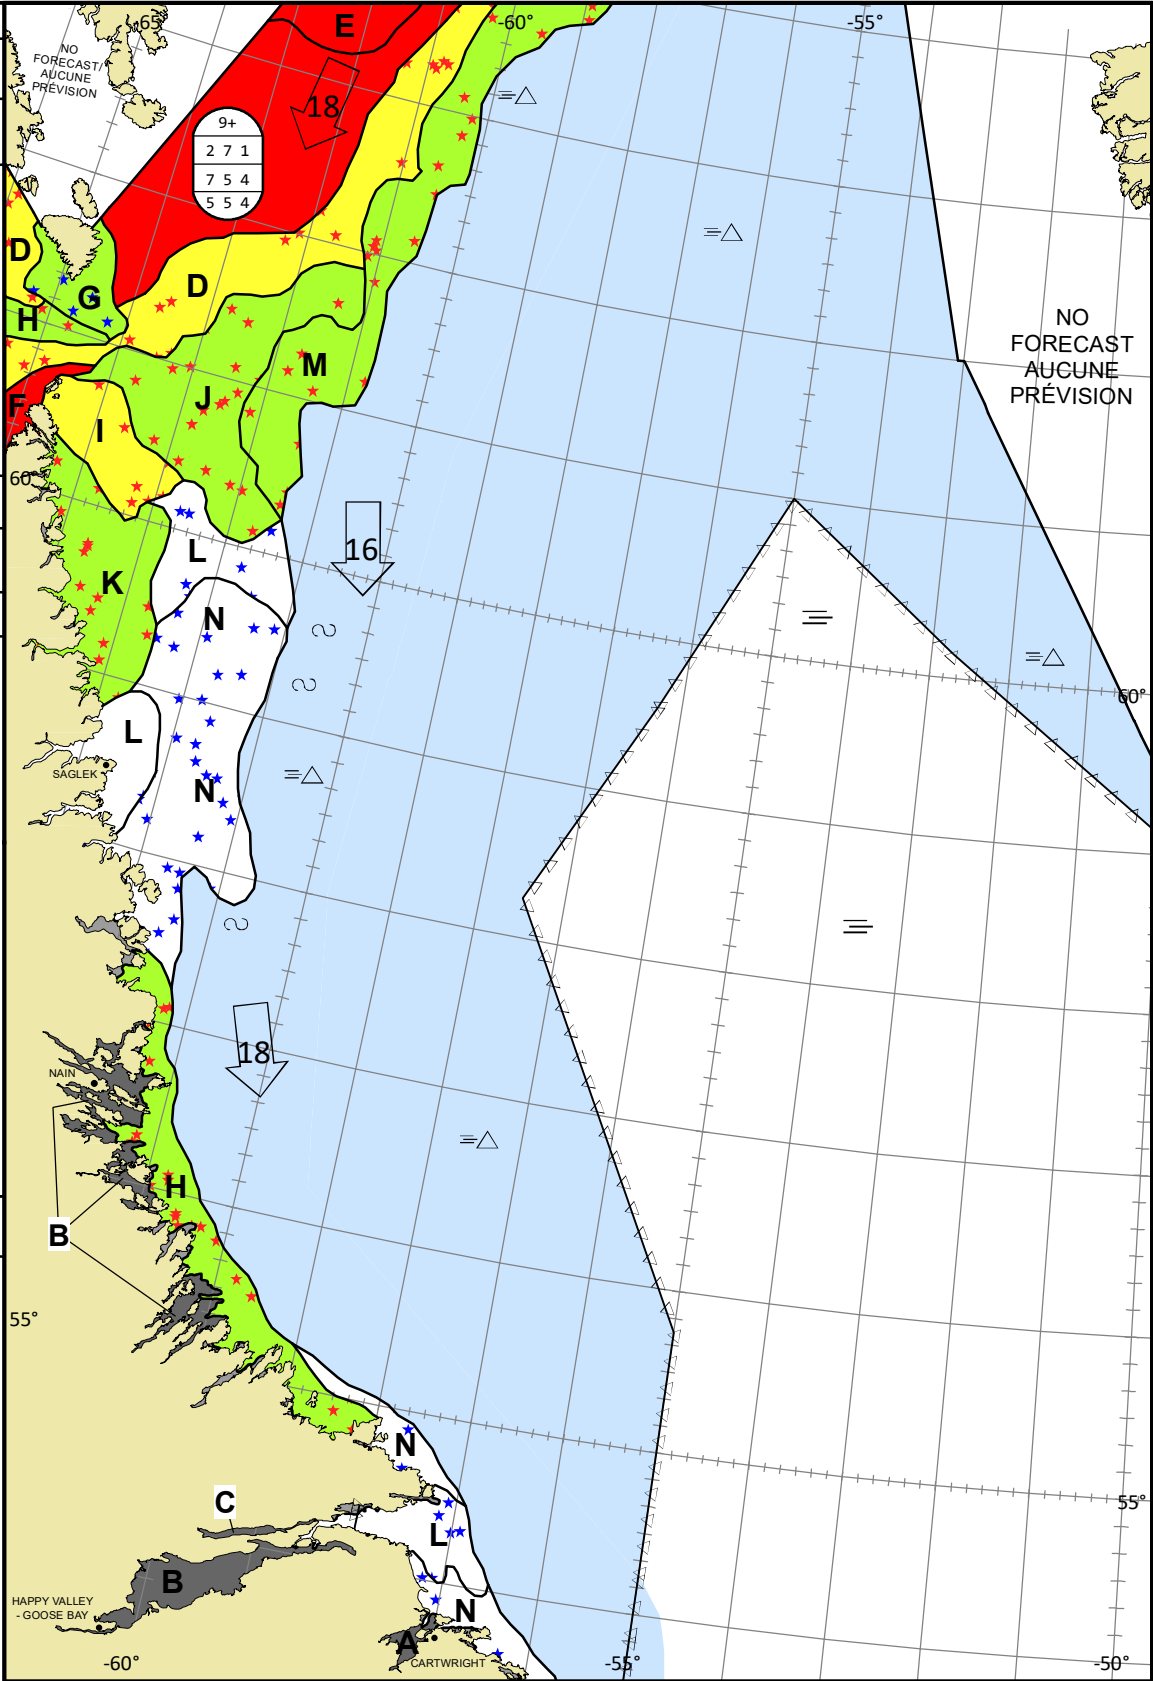 -65°
-60°
-55°
E
NO
FORECAST/
AUCUNE
PRÉVISION
18
9+
2 7 1
7 5 4
5 5 4
D
D
G
H
NO
FORECAST
AUCUNE
PRÉVISION
M
J
F
I
60°
L
16
K
N
60°
L
SAGLEK
N
18
NAIN
H
B
55°
N
C
55°
L
B
HAPPY VALLEY
- GOOSE BAY
N
A
CARTWRIGHT
-60°
-55°
-50°